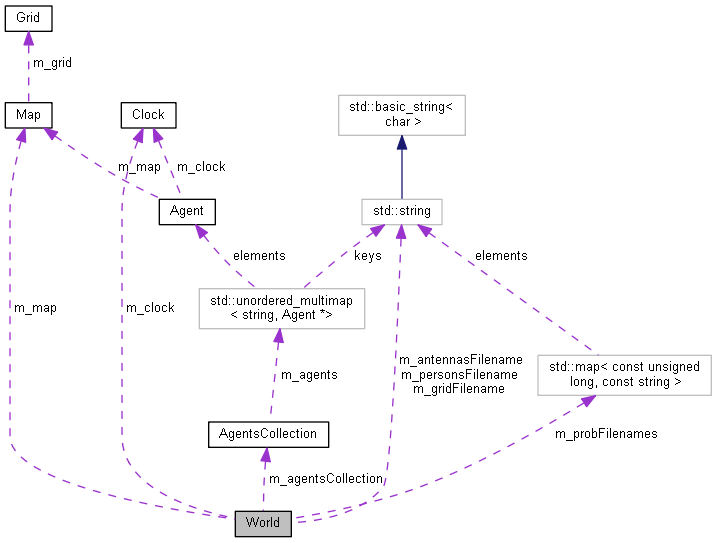 Grid
m_grid
Map
Clock
std::basic_string<
char >
m_map
m_clock
Agent
std::string
elements
keys
elements
std::unordered_multimap
< string, Agent *>
m_map
m_clock
m_antennasFilename
m_personsFilename
m_gridFilename
std::map< const unsigned
long, const string >
m_agents
AgentsCollection
m_probFilenames
m_agentsCollection
World